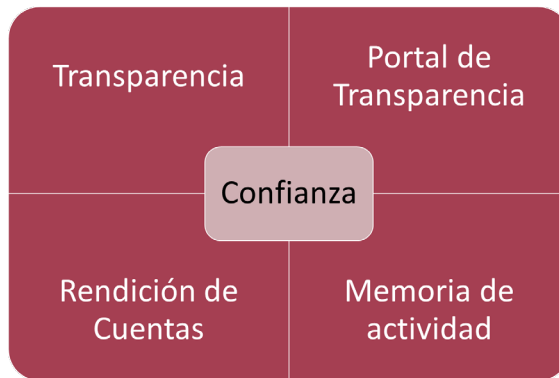 Transparencia
Portal de
Transparencia
Confianza
Rendición de
Cuentas
Memoria de
actividad